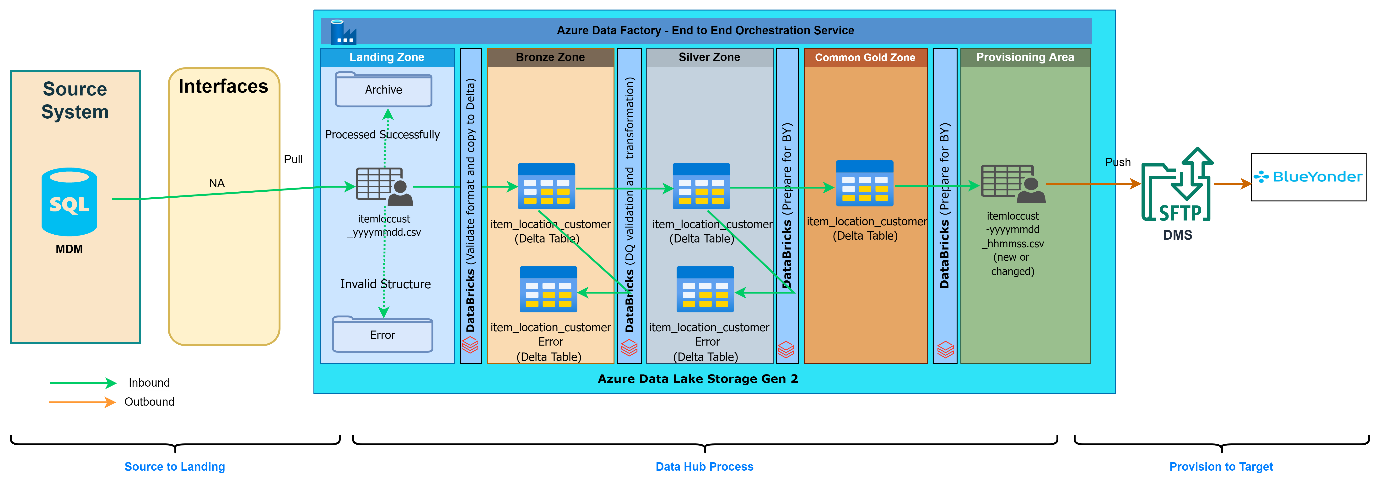 Azure Data Factory - End to End Orchestration Service
Source
System
SQL
MDM
Interfaces
NA
Pull
Landing Zone
Archive
Processed Successfully
itemloccust
_yyyymmdd.csv
Invalid Structure
Error
DataBricks (Validate format and copy to Delta)
Bronze Zone
item_location_customer
(Delta Table)
item_location_customer
Error
(Delta Table)
DataBricks (DQ validation and transformation)
Silver Zone
item_location_customer
(Delta Table)
item_location_customer
Error
(Delta Table)
DataBricks (Prepare for BY)
Common Gold Zone
item_location_customer
(Delta Table)
DataBricks (Prepare for BY)
Provisioning Area
itemloccust
-yyyymmdd
_hhmmss.csv
(new or
changed)
Push
SFTP
DMS
BlueYonder
Azure Data Lake Storage Gen 2
Inbound
Outbound
Source to Landing
Data Hub Process
Provision to Target